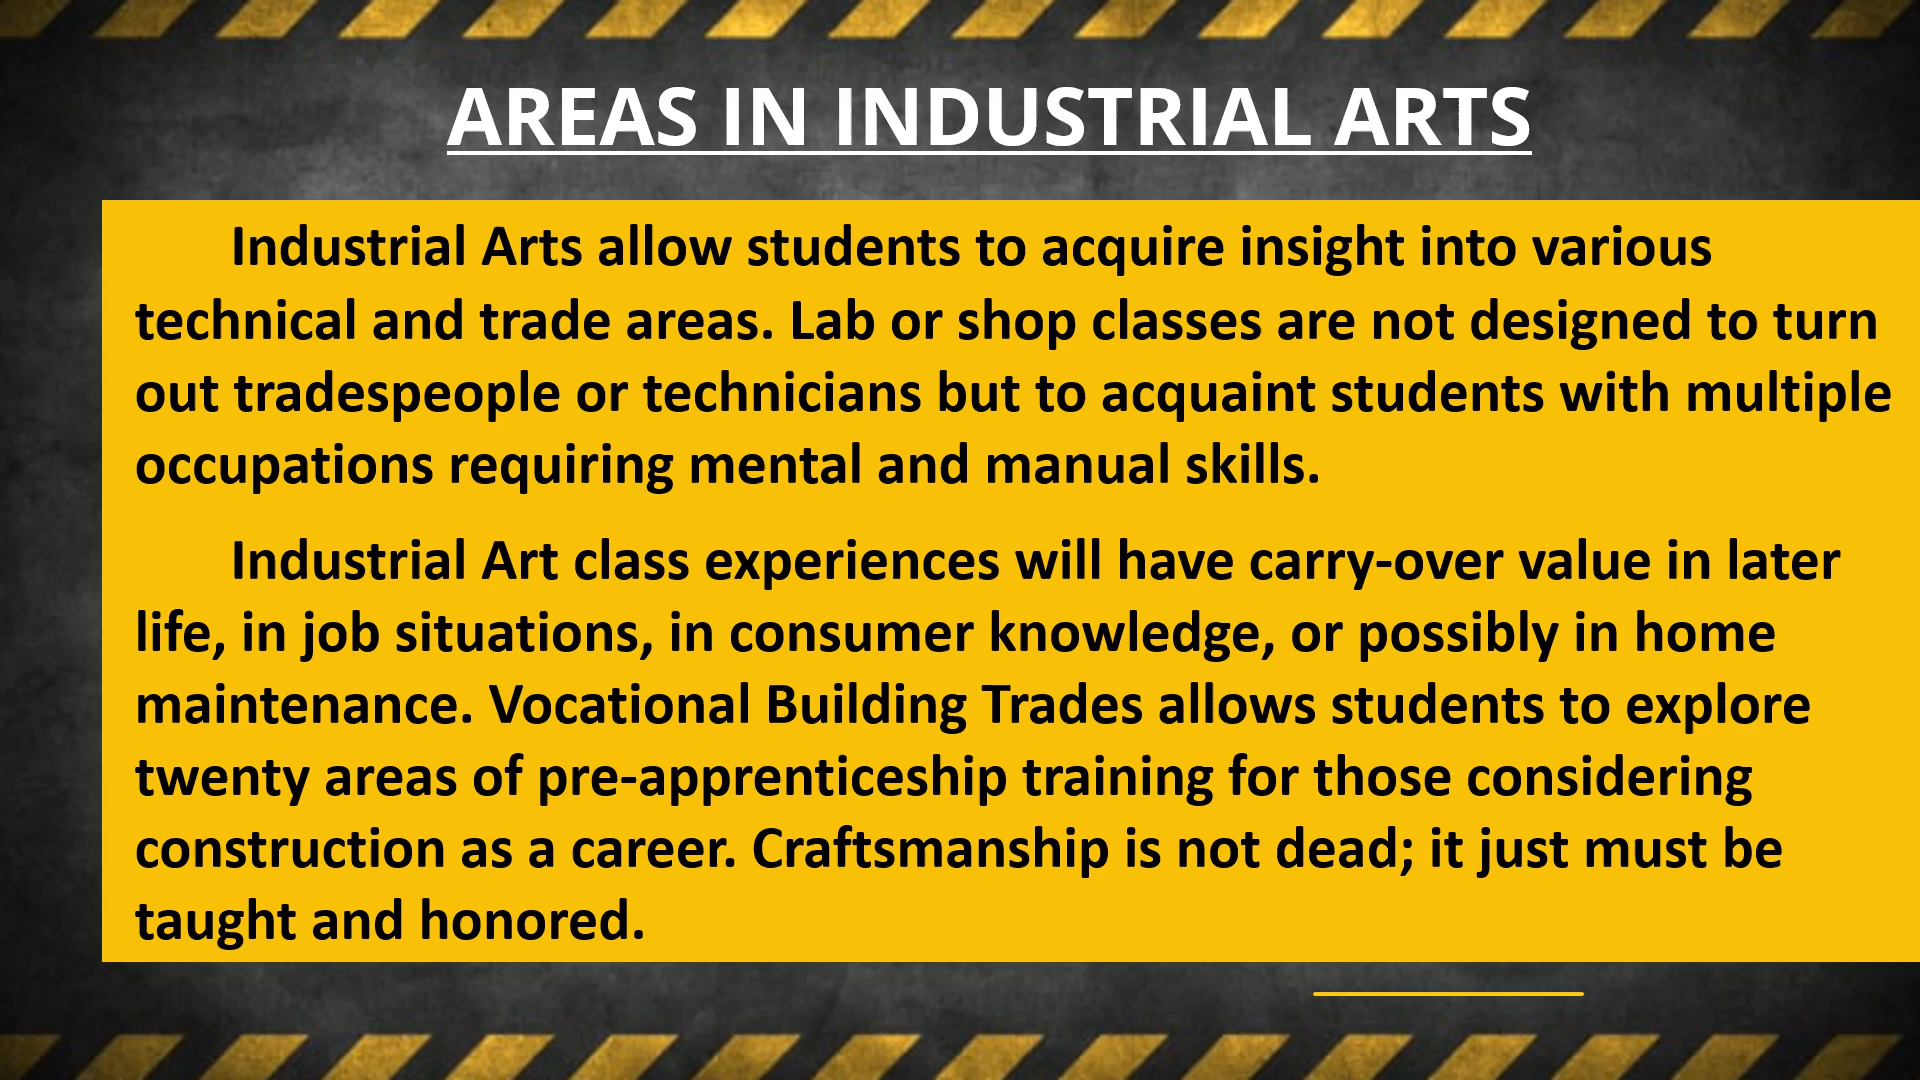 AREAS IN INDUSTRIAL ARTS
Industrial Arts allow students to acquire insight into various
technical and trade areas. Lab or shop classes are not designed to turn
out tradespeople or technicians but to acquaint students with multiple
occupations requiring mental and manual skills.
Industrial Art class experiences will have carry-over value in later
life, in job situations, in consumer knowledge, or possibly in home
maintenance. Vocational Building Trades allows students to explore
twenty areas of pre-apprenticeship training for those considering
construction as a career. Craftsmanship is not dead; it just must be
taught and honored.